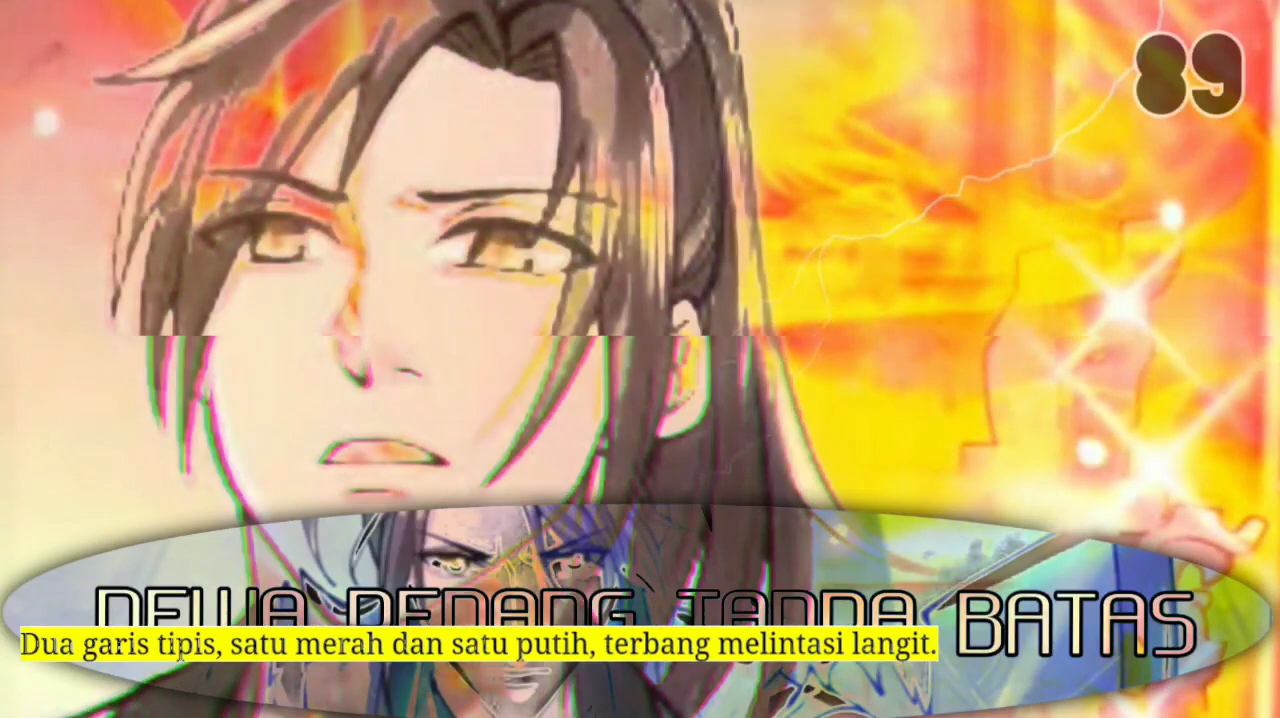 89
DEWA PEDANG TANPA BATAS
Dua garis tipis, satu merah dan satu putih, terbang melintasi langit.